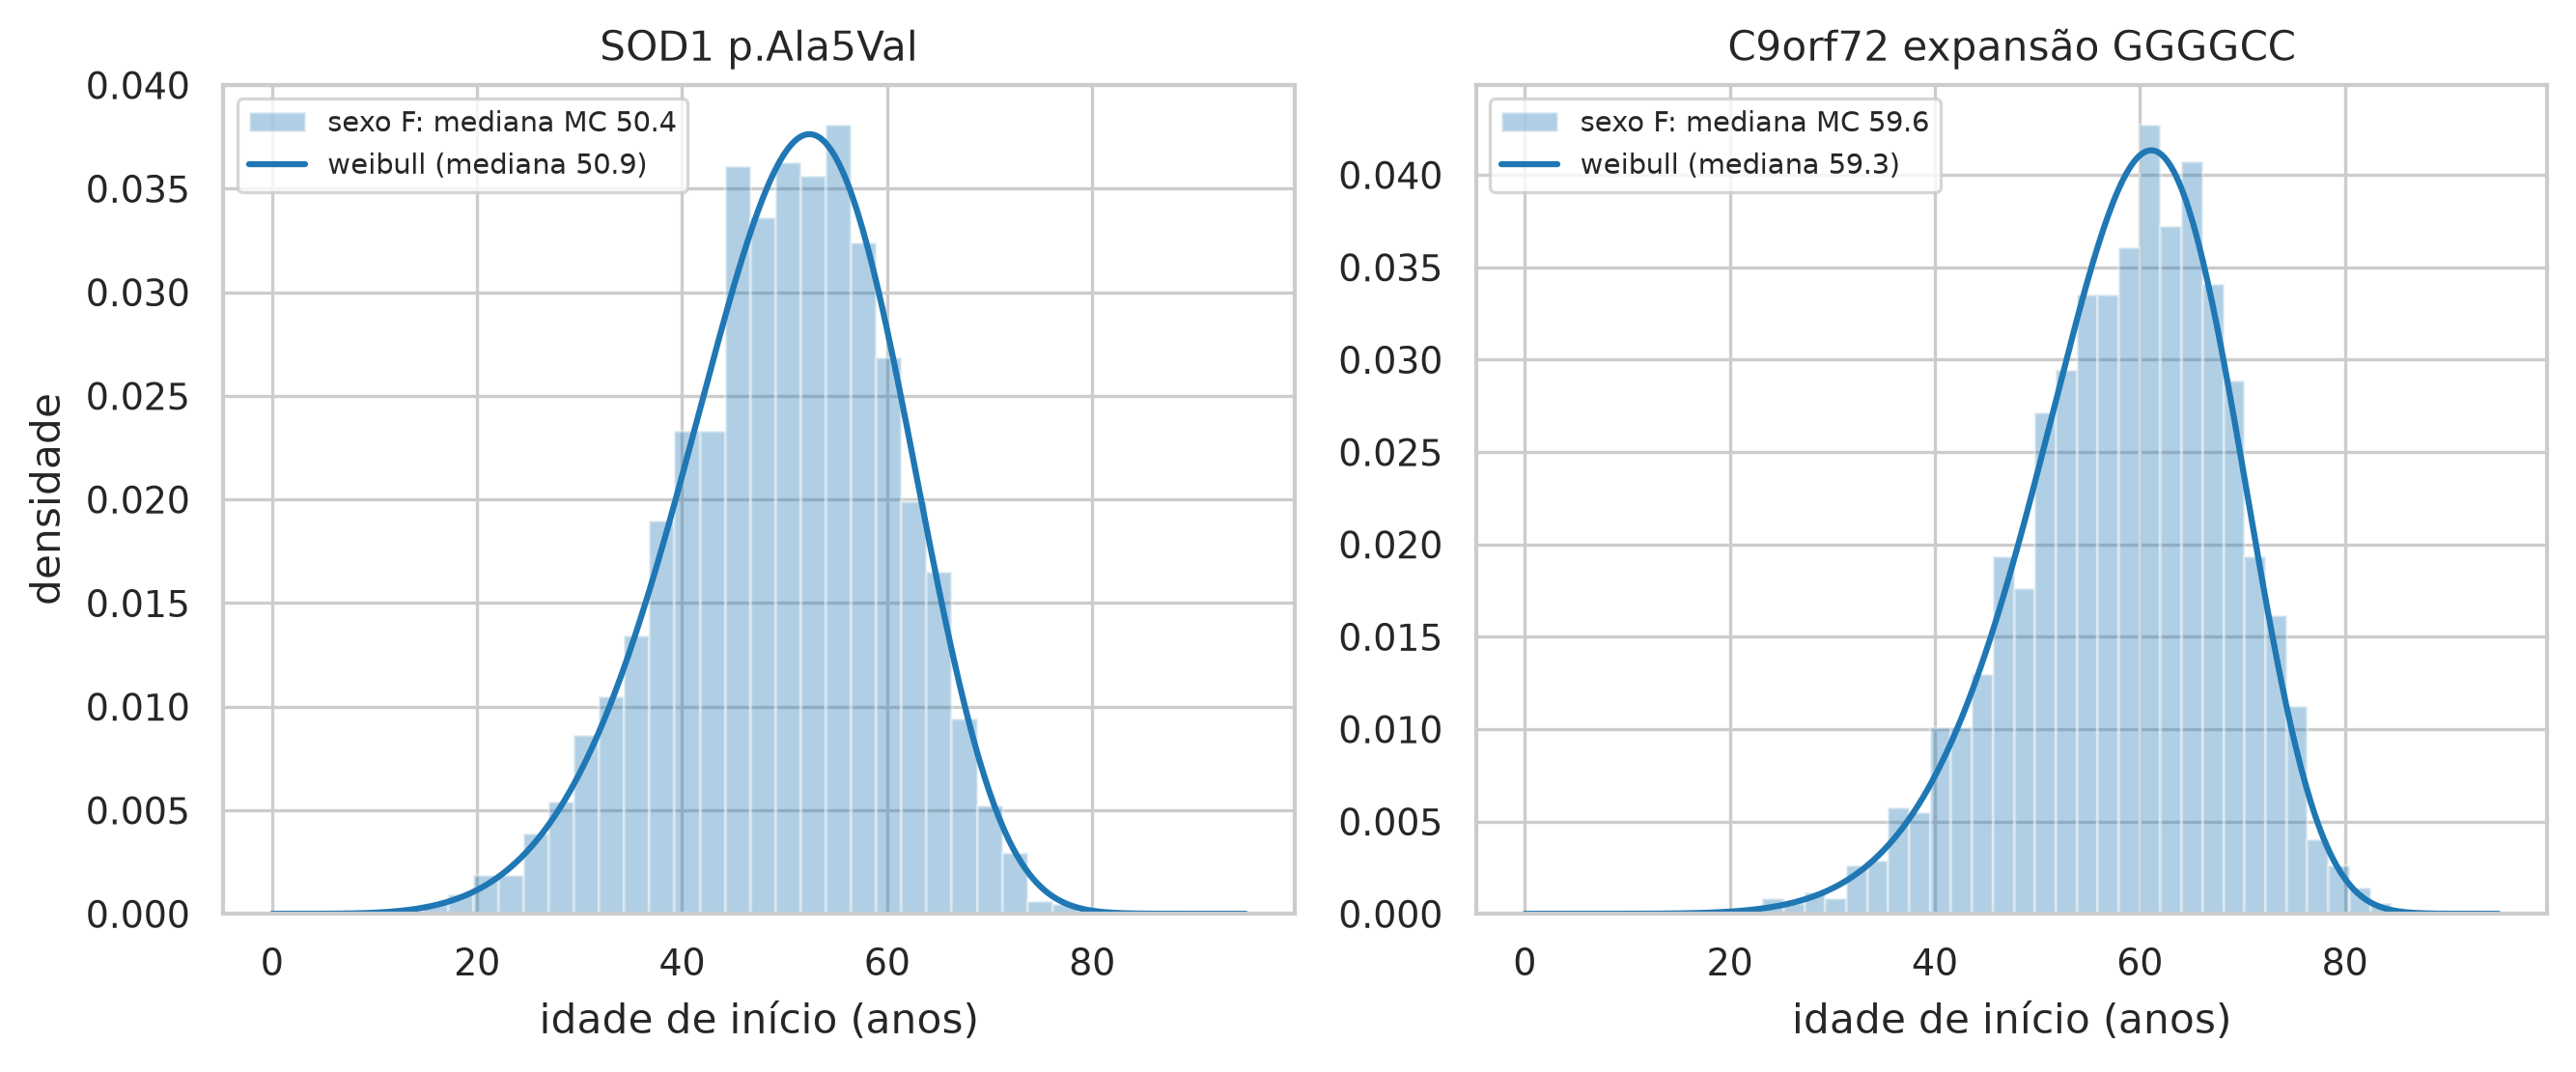 SOD1 p.Ala5Val
sexo F: mediana MC 50.4
weibull (mediana 50.9)
densidade
0.040
0.035
0.030
0.025
0.020
0.015
0.010
0.005
0.000
0 20 40 60 80
idade de início (anos)
C9orf72 expansão GGGGCC
sexo F: mediana MC 59.6
weibull (mediana 59.3)
0.040
0.035
0.030
0.025
0.020
0.015
0.010
0.005
0.000
0 20 40 60 80
idade de início (anos)